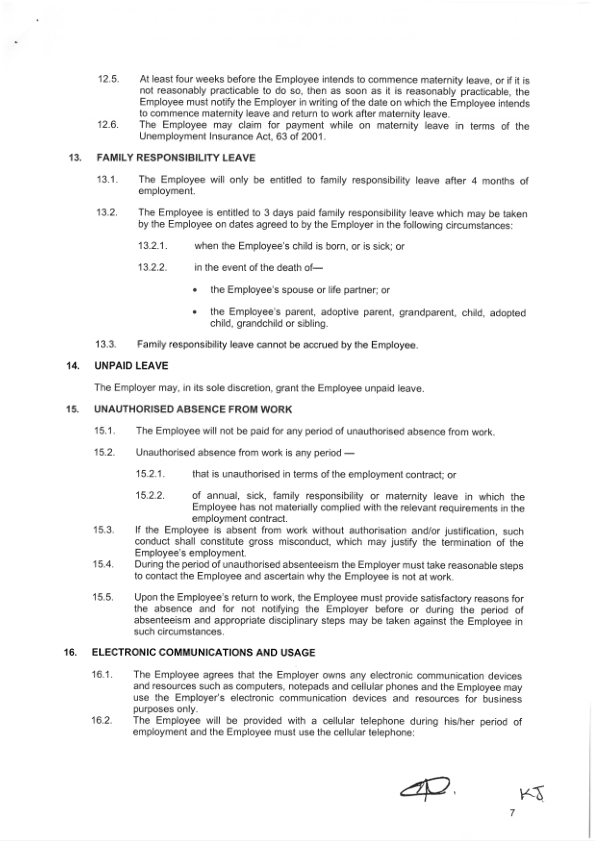 12.5. At least four weeks before the Employee intends to commence maternity leave, or if it is
not reasonably practicable to do so, then as soon as it is reasonably practicable, the
Employee must notify the Employer in writing of the date on which the Employee intends
to commence maternity leave and return to work after maternity leave.
12.6. The Employee may claim for payment while on maternity leave in terms of the
Unemployment Insurance Act, 63 of 2001.
13. FAMILY RESPONSIBILITY LEAVE
13.1. The Employee will only be entitled to family responsibility leave after 4 months of
employment.
13.2. The Employee is entitled to 3 days paid family responsibility leave which may be taken
by the Employee on dates agreed to by the Employer in the following circumstances:
13.2.1. when the Employee's child is born, or is sick; or
13.2.2. in the event of the death of—
• the Employee's spouse or life partner; or
• the Employee's parent, adoptive parent, grandparent, child, adopted
child, grandchild or sibling.
13.3. Family responsibility leave cannot be accrued by the Employee.
14. UNPAID LEAVE
The Employer may, in its sole discretion, grant the Employee unpaid leave.
15. UNAUTHORISED ABSENCE FROM WORK
15.1. The Employee will not be paid for any period of unauthorised absence from work.
15.2. Unauthorised absence from work is any period —
15.2.1. that is unauthorised in terms of the employment contract; or
15.2.2. of annual, sick, family responsibility or maternity leave in which the
Employee has not materially complied with the relevant requirements in the
employment contract.
15.3. If the Employee is absent from work without authorisation and/or justification, such
conduct shall constitute gross misconduct, which may justify the termination of the
Employee's employment.
15.4. During the period of unauthorised absenteeism the Employer must take reasonable steps
to contact the Employee and ascertain why the Employee is not at work.
15.5. Upon the Employee's return to work, the Employee must provide satisfactory reasons for
the absence and for not notifying the Employer before or during the period of
absenteeism and appropriate disciplinary steps may be taken against the Employee in
such circumstances.
16. ELECTRONIC COMMUNICATIONS AND USAGE
16.1. The Employee agrees that the Employer owns any electronic communication devices
and resources such as computers, notepads and cellular phones and the Employee may
use the Employer's electronic communication devices and resources for business
purposes only.
16.2. The Employee will be provided with a cellular telephone during his/her period of
employment and the Employee must use the cellular telephone:
KJ
7